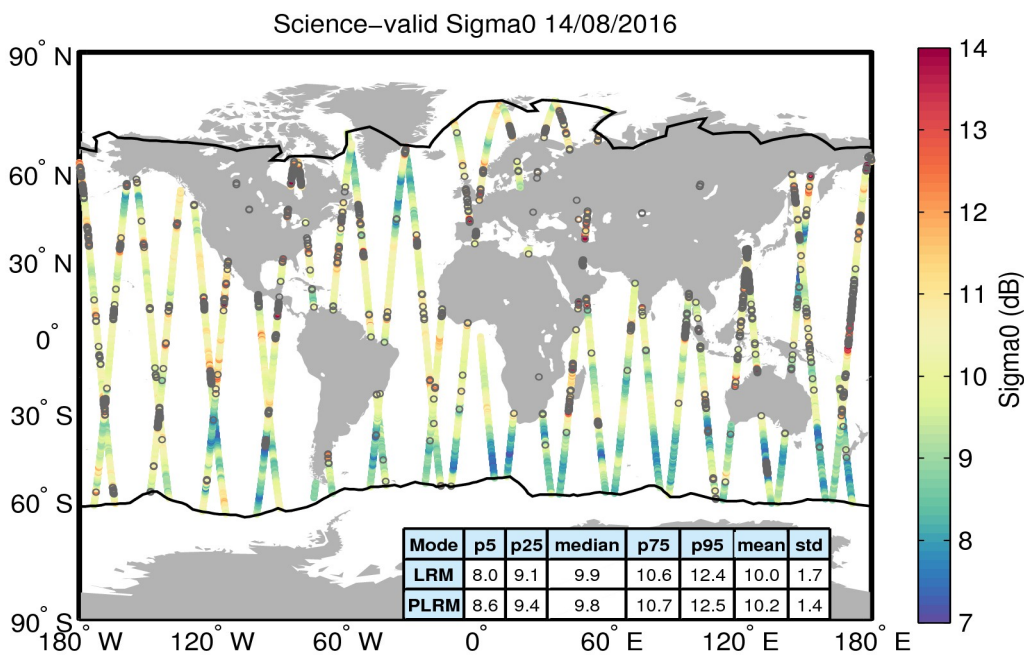 Science−valid Sigma0 14/08/2016
90° N
60° N
30° N
0°
30° S
60° S
90° S
180° W 120° W 60° W 0° 60° E 120° E 180° E
Mode p5 p25 median p75 p95 mean std
LRM 8.0 9.1 9.9 10.6 12.4 10.0 1.7
PLRM 8.6 9.4 9.8 10.7 12.5 10.2 1.4
14
13
12
11
10
9
8
7
Sigma0 (dB)